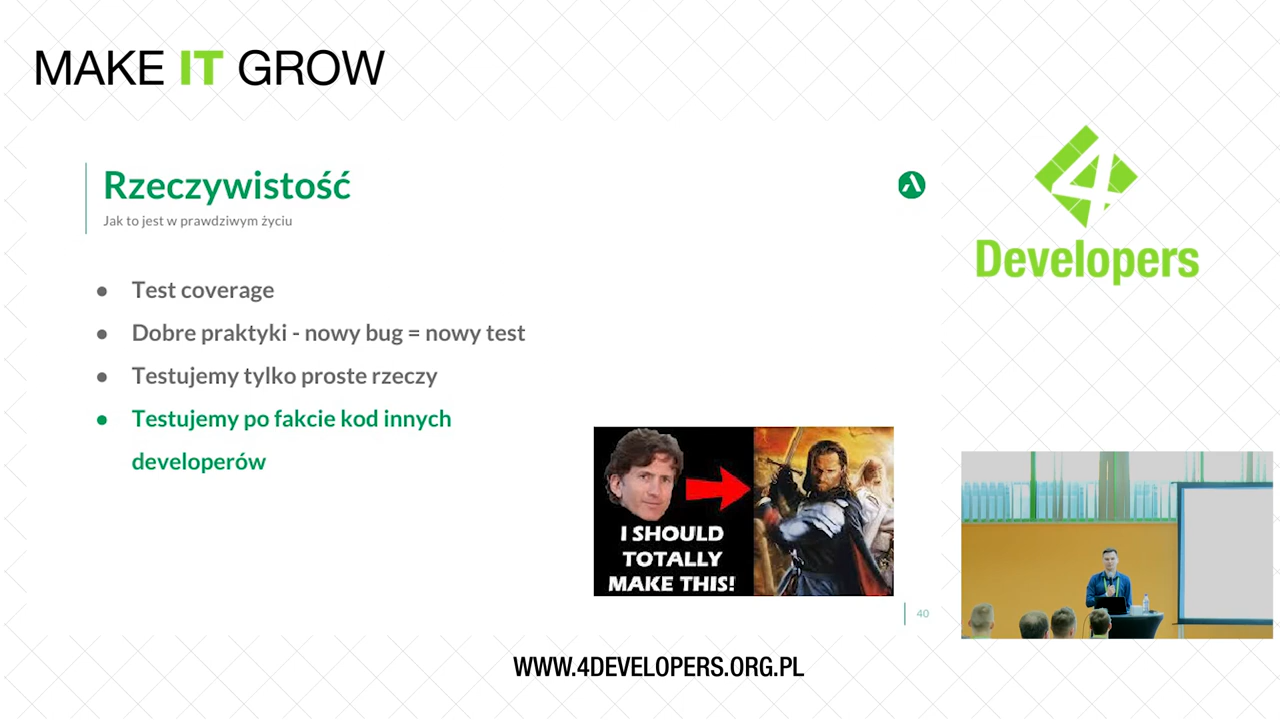 MAKE IT GROW
Rzeczywistość
Jak to jest w prawdziwym życiu
● Test coverage
● Dobre praktyki - nowy bug = nowy test
● Testujemy tylko proste rzeczy
● Testujemy po fakcie kod innych
developerów
I SHOULD
TOTALLY
MAKE THIS!
40
4
Developers
WWW.4DEVELOPERS.ORG.PL